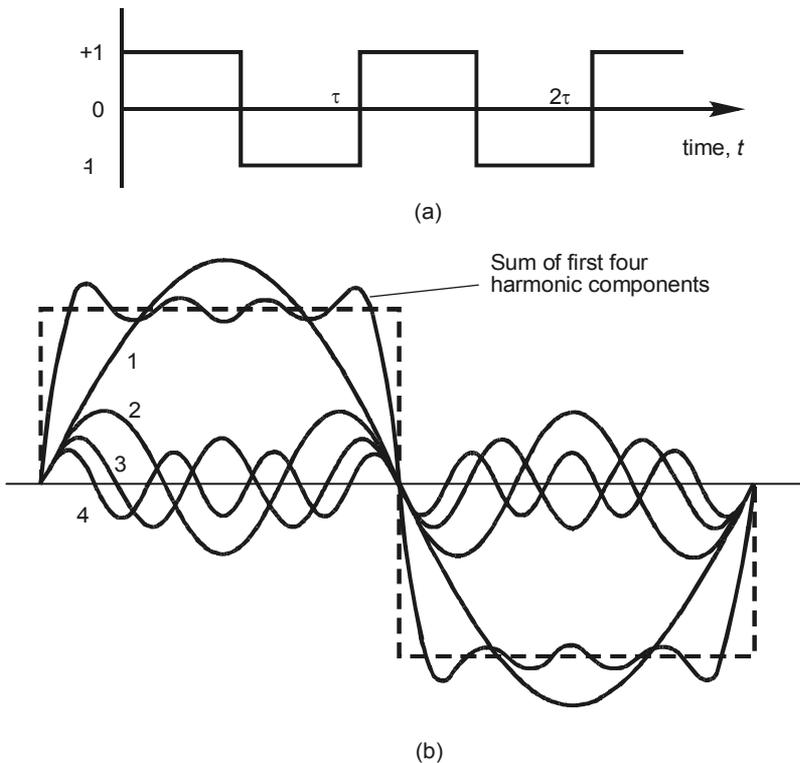 +1
τ
2τ
0
time, t
-1
(a)
Sum of first four
harmonic components
1
2
3
4
(b)